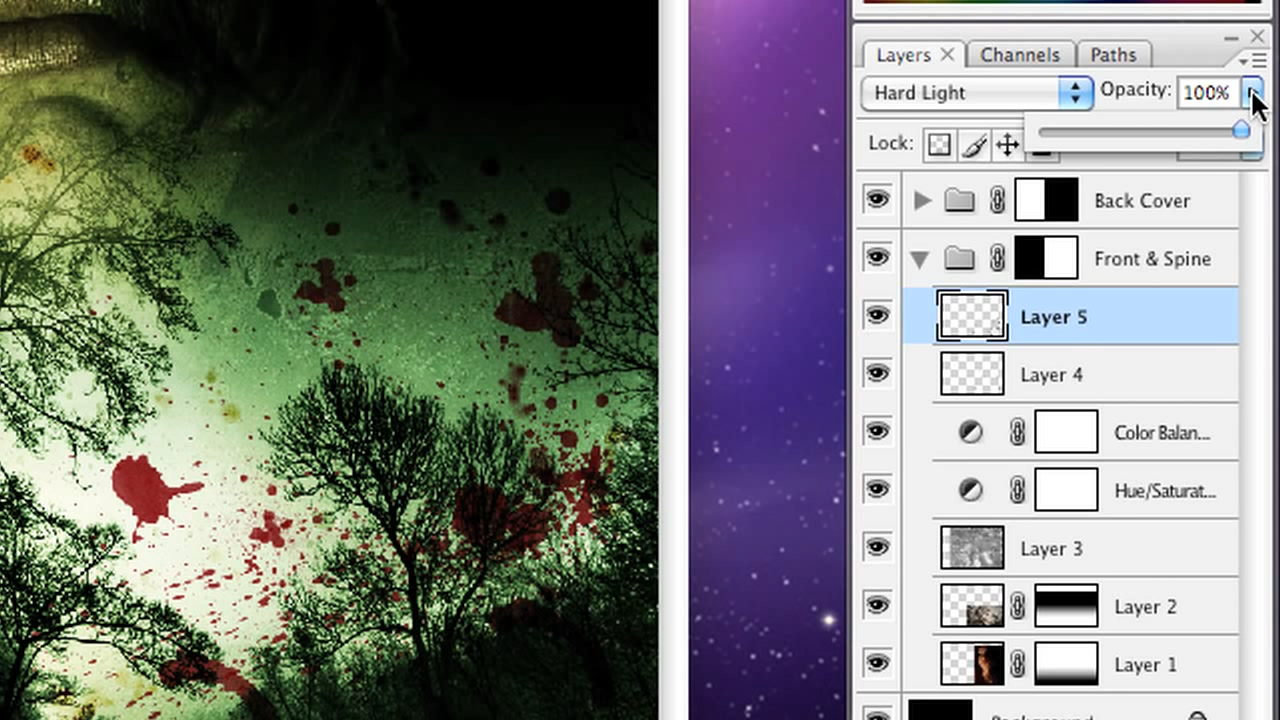 Layers Channels Paths
Hard Light Opacity: 100%
Lock:
Back Cover
Front & Spine
Layer 5
Layer 4
Color Balan...
Hue/Saturat...
Layer 3
Layer 2
Layer 1
Background